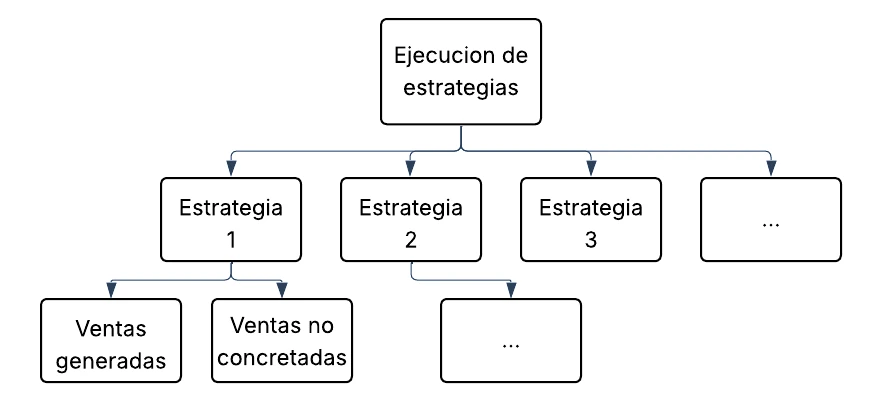 Ejecucion de
estrategias
Estrategia
1
Estrategia
2
Estrategia
3
...
Ventas
generadas
Ventas no
concretadas
...